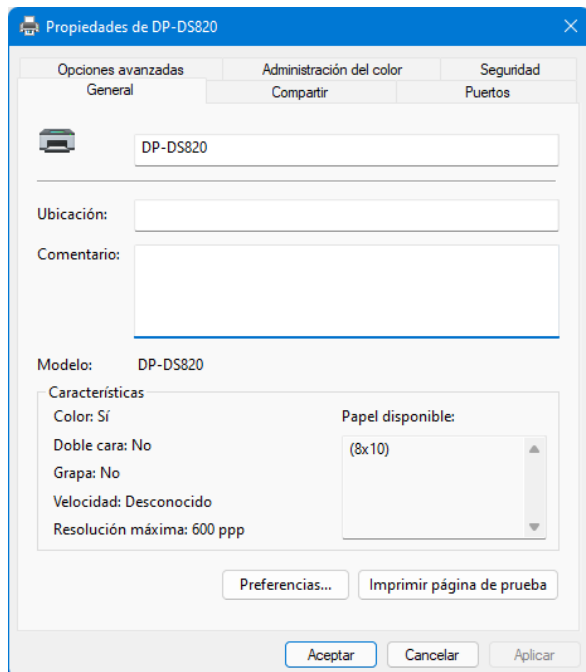 Propiedades de DP-DS820
Opciones avanzadas Administración del color Seguridad
General Compartir Puertos
DP-DS820
Ubicación:
Comentario:
Modelo: DP-DS820
Características
Color: Sí Papel disponible:
Doble cara: No (8x10)
Grapa: No
Velocidad: Desconocido
Resolución máxima: 600 ppp
Preferencias... Imprimir página de prueba
Aceptar Cancelar Aplicar